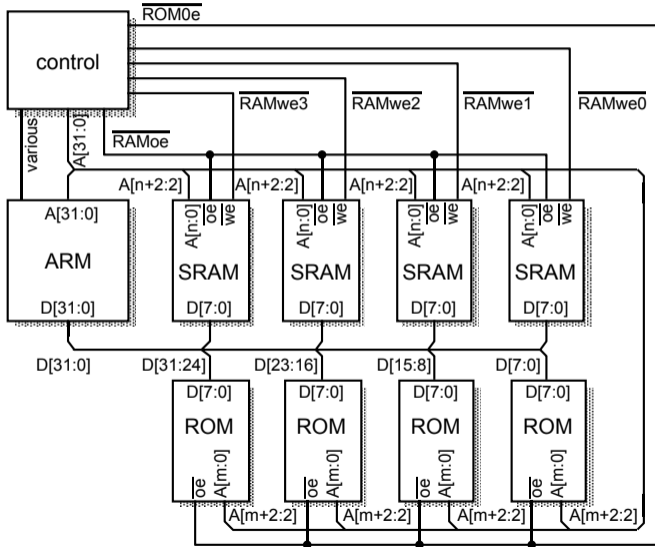 ROM0e
control
RAMwe3
RAMwe2
RAMwe1
RAMwe0
various
A[31:0]
RAMoe
A[n+2:2]
A[n+2:2]
A[n+2:2]
A[n+2:2]
A[31:0]
ARM
D[31:0]
A[n:0]
oe
we
SRAM
D[7:0]
A[n:0]
oe
we
SRAM
D[7:0]
A[n:0]
oe
we
SRAM
D[7:0]
A[n:0]
oe
we
SRAM
D[7:0]
D[31:0]
D[31:24]
D[23:16]
D[15:8]
D[7:0]
D[7:0]
ROM
oe
A[m:0]
D[7:0]
ROM
oe
A[m:0]
D[7:0]
ROM
oe
A[m:0]
D[7:0]
ROM
oe
A[m:0]
A[m+2:2]
A[m+2:2]
A[m+2:2]
A[m+2:2]